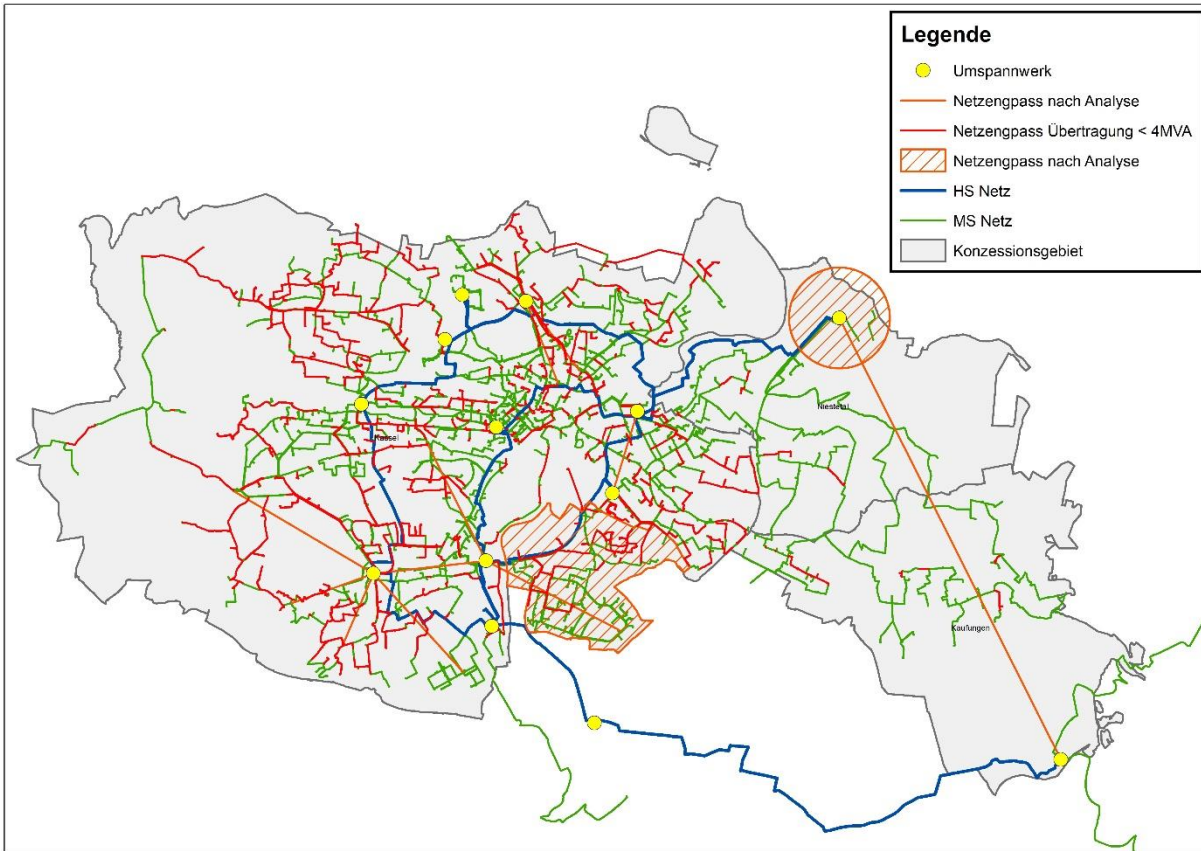 Legende
Umspannwerk
Netzengpass nach Analyse
Netzengpass Übertragung < 4MVA
Netzengpass nach Analyse
HS Netz
MS Netz
Konzessionsgebiet
Niestetal
Kassel
Kaufungen